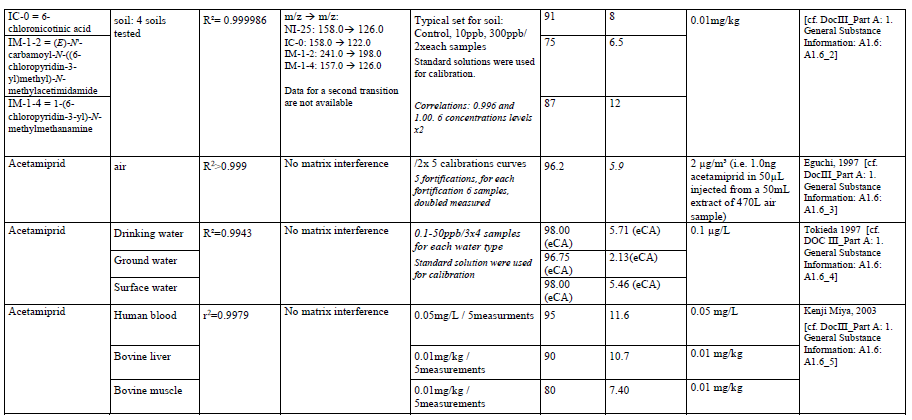 IC-0 = 6-
chloronicotinic acid
IM-1-2 = (E)-N¹-
carbamoyl-N-((6-
chloropyridin-3-
yl)methyl)-N-
methylacetimidamide
IM-1-4 = 1-(6-
chloropyridin-3-yl)-N-
methylmethanamine
soil: 4 soils
tested
R²= 0.999986
m/z → m/z:
NI-25: 158.0→ 126.0
IC-0: 158.0 → 122.0
IM-1-2: 241.0 → 198.0
IM-1-4: 157.0 → 126.0
Data for a second transition
are not available
Typical set for soil:
Control, 10ppb, 300ppb/
2xeach samples
Standard solutions were used
for calibration.
Correlations: 0.996 and
1.00. 6 concentrations levels
x2
91
8
75
6.5
87
12
0.01mg/kg
[cf. DocIII_Part A: 1.
General Substance
Information: A1.6:
A1.6_2]
Acetamiprid
air
R²>0.999
No matrix interference
/2x 5 calibrations curves
5 fortifications, for each
fortification 6 samples,
doubled measured
96.2
5.9
2 µg/m³ (i.e. 1.0ng
acetamiprid in 50µL
injected from a 50mL
extract of 470L air
sample)
Eguchi, 1997 [cf.
DocIII_Part A: 1.
General Substance
Information: A1.6:
A1.6_3]
Acetamiprid
Drinking water
Ground water
Surface water
R²=0.9943
No matrix interference
0.1-50ppb/3x4 samples
for each water type
Standard solution were used
for calibration
98.00
(eCA)
5.71 (eCA)
96.75
(eCA)
2.13(eCA)
98.00
(eCA)
5.46 (eCA)
0.1 µg/L
Tokieda 1997 [cf.
DOC III_Part A: 1.
General Substance
Information: A1.6:
A1.6_4]
Acetamiprid
Human blood
r²=0.9979
No matrix interference
0.05mg/L / 5measurments
95
11.6
0.05 mg/L
Kenji Miya, 2003
[cf. DocIII_Part A: 1.
General Substance
Information: A1.6:
A1.6_5]
Bovine liver
0.01mg/kg /
5measurements
90
10.7
0.01 mg/kg
Bovine muscle
0.01mg/kg /
5measurements
80
7.40
0.01 mg/kg